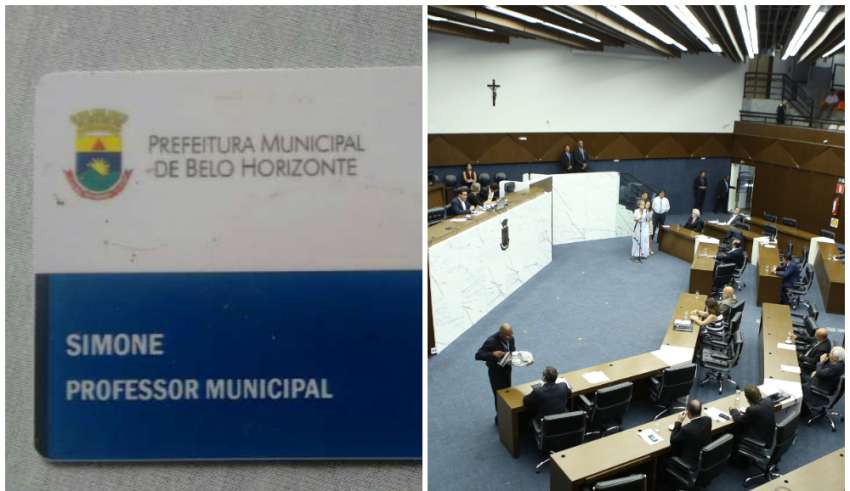 PREFEITURA MUNICIPAL
DE BELO HORIZONTE
SIMONE
PROFESSOR MUNICIPAL